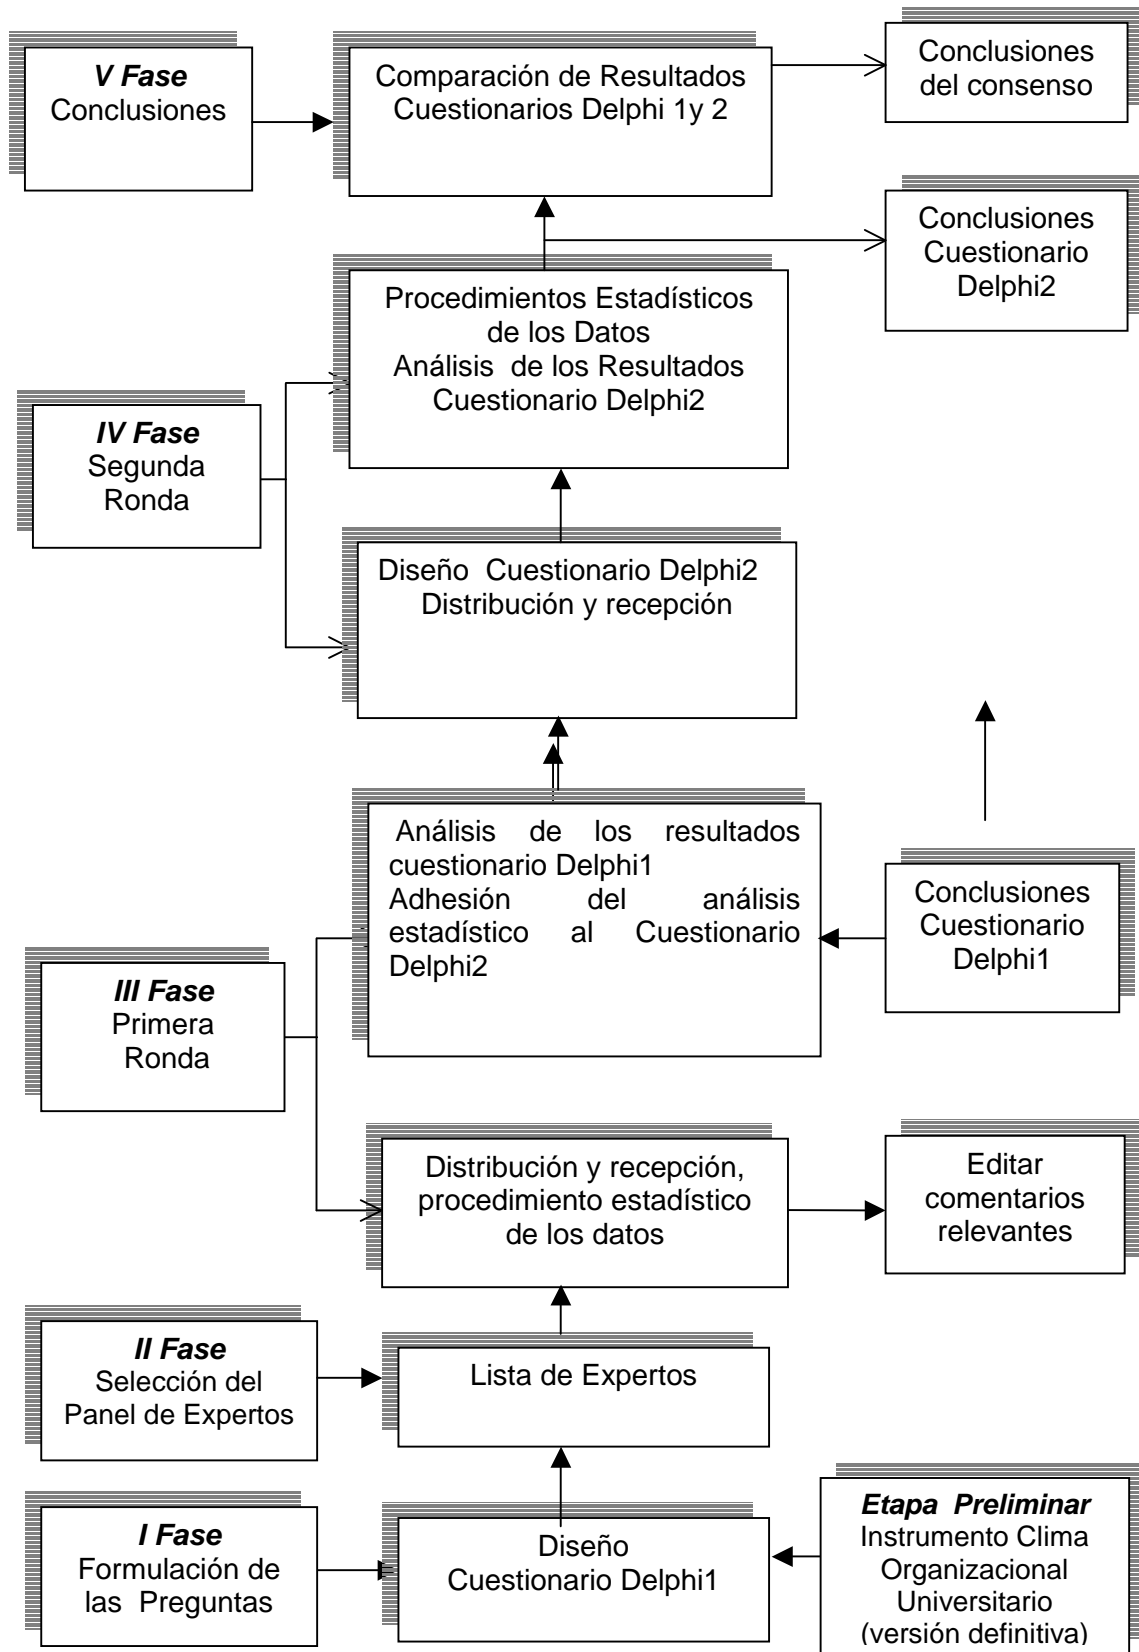 V Fase
Conclusiones
Comparación de Resultados
Cuestionarios Delphi 1y 2
Conclusiones
del consenso
Conclusiones
Cuestionario
Delphi2
Procedimientos Estadísticos
de los Datos
Análisis de los Resultados
Cuestionario Delphi2
IV Fase
Segunda
Ronda
Diseño Cuestionario Delphi2
Distribución y recepción
Análisis de los resultados
cuestionario Delphi1
Adhesión del análisis
estadístico al Cuestionario
Delphi2
Conclusiones
Cuestionario
Delphi1
III Fase
Primera
Ronda
Distribución y recepción,
procedimiento estadístico
de los datos
Editar
comentarios
relevantes
II Fase
Selección del
Panel de Expertos
Lista de Expertos
I Fase
Formulación de
las Preguntas
Diseño
Cuestionario Delphi1
Etapa Preliminar
Instrumento Clima
Organizacional
Universitario
(versión definitiva)